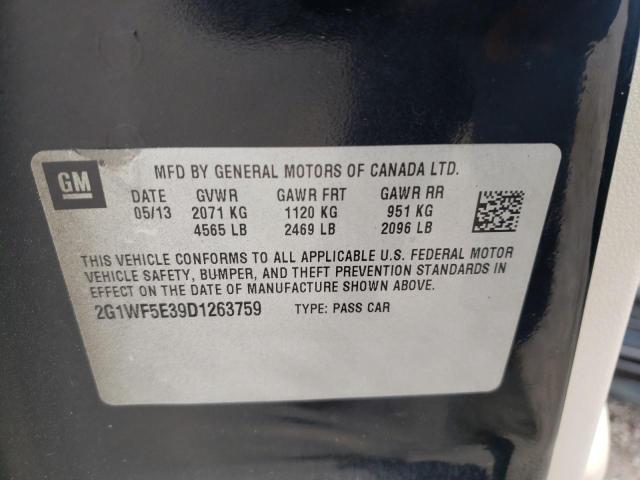 GM
MFD BY GENERAL MOTORS OF CANADA LTD.
DATE GVWR GAWR FRT GAWR RR
05/13 2071 KG 1120 KG 951 KG
4565 LB 2469 LB 2096 LB
THIS VEHICLE CONFORMS TO ALL APPLICABLE U.S. FEDERAL MOTOR
VEHICLE SAFETY, BUMPER, AND THEFT PREVENTION STANDARDS IN
EFFECT ON THE DATE OF MANUFACTURE SHOWN ABOVE.
2G1WF5E39D1263759 TYPE: PASS CAR